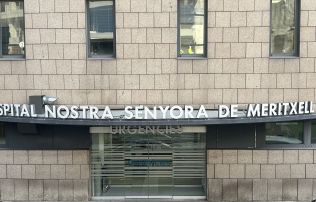 SPITAL NOSTRA SENYORA DE MERITXELL
URGÈNCIES